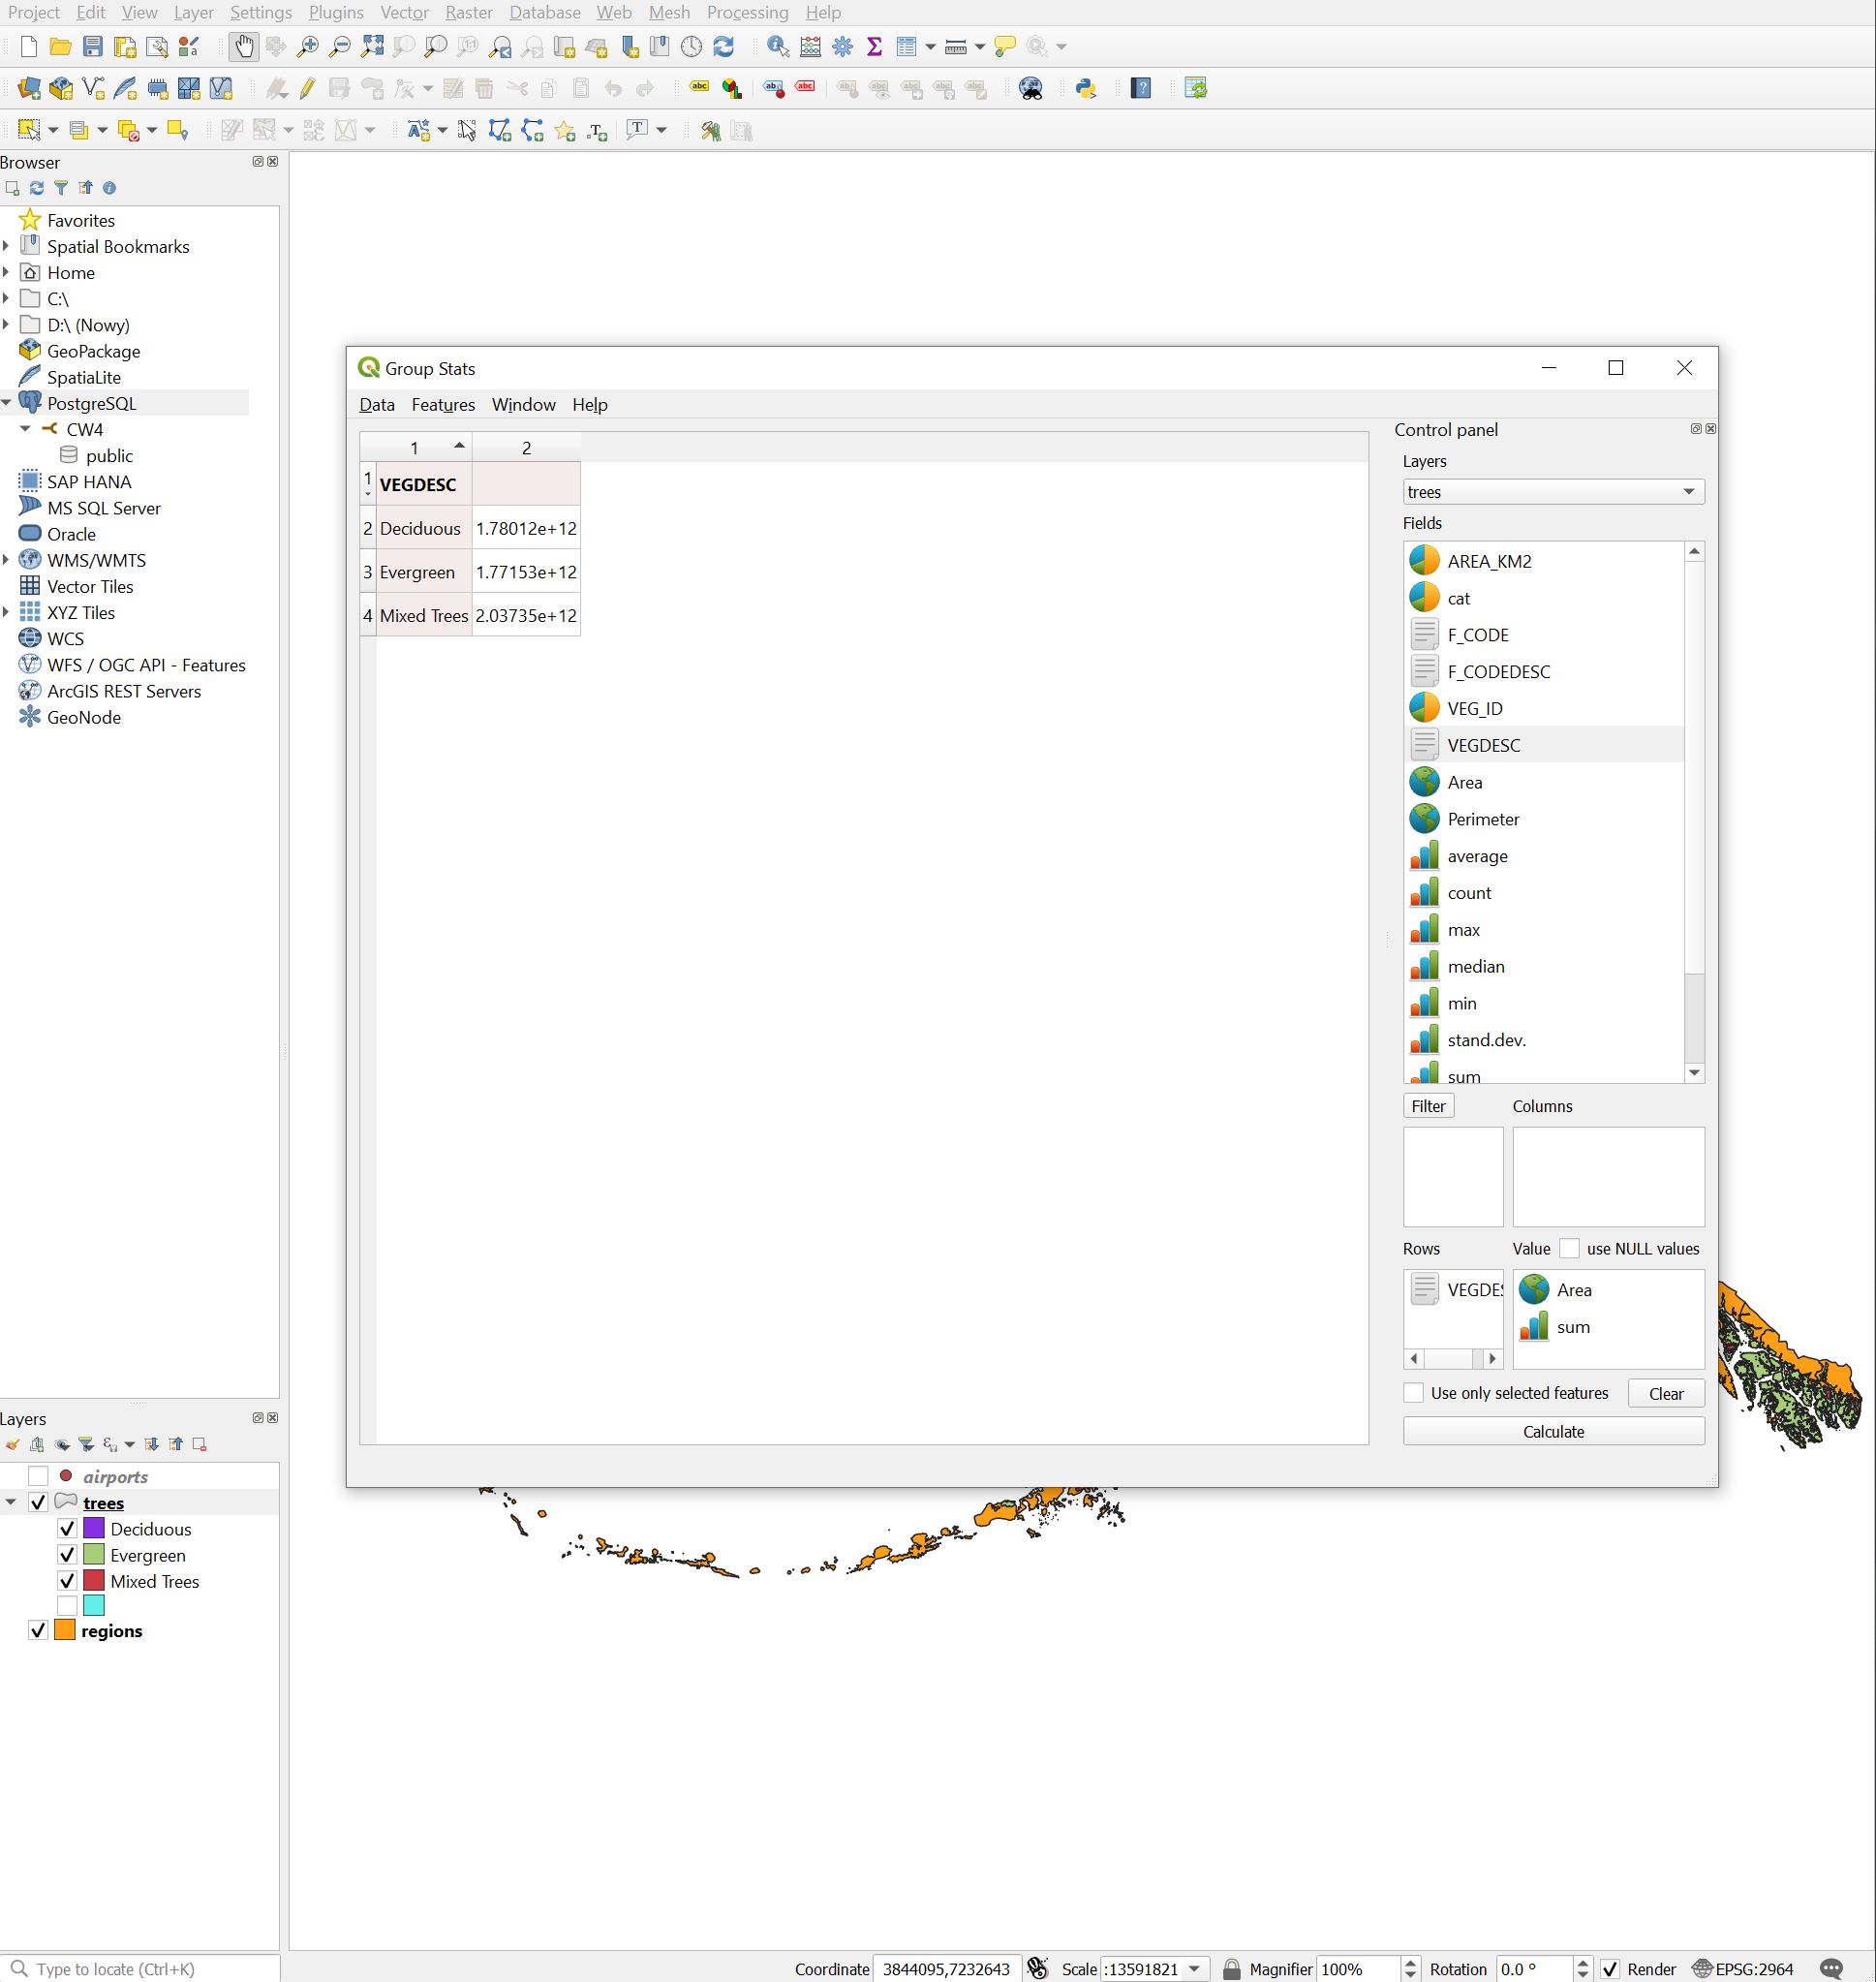 Project Edit View Layer Settings Plugins Vector Raster Database Web Mesh Processing Help
Browser
Favorites
Spatial Bookmarks
Home
C:\
D:\ (Nowy)
GeoPackage
SpatiaLite
PostgreSQL
CW4
public
SAP HANA
MS SQL Server
Oracle
WMS/WMTS
Vector Tiles
XYZ Tiles
WCS
WFS / OGC API - Features
ArcGIS REST Servers
GeoNode
Group Stats
Data Features Window Help
1 2
1 VEGDESC
2 Deciduous 1.78012e+12
3 Evergreen 1.77153e+12
4 Mixed Trees 2.03735e+12
Control panel
Layers
trees
Fields
AREA_KM2
cat
F_CODE
F_CODEDESC
VEG_ID
VEGDESC
Area
Perimeter
average
count
max
median
min
stand.dev.
sum
Filter Columns
Rows Value use NULL values
VEGDES
Area
sum
Use only selected features Clear
Calculate
Layers
airports
trees
Deciduous
Evergreen
Mixed Trees
regions
Type to locate (Ctrl+K)
Coordinate 3844095,7232643 Scale :13591821 Magnifier 100% Rotation 0.0 ° Render EPSG:2964